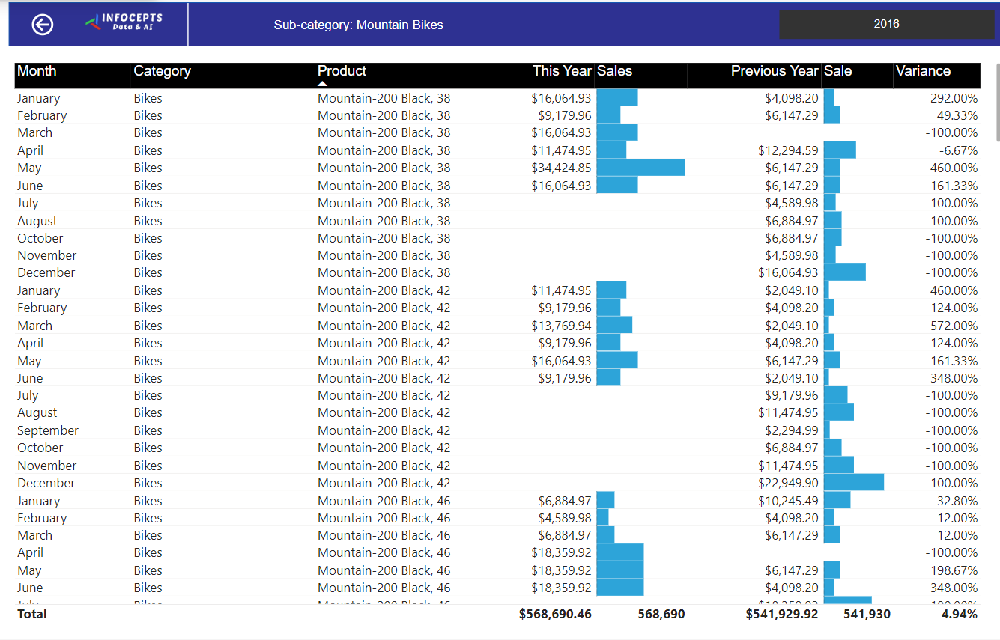 INFOCEPTS
Data & AI
Sub-category: Mountain Bikes
2016
Month Category Product This Year Sales Previous Year Sale Variance
January Bikes Mountain-200 Black, 38 $16,064.93 $4,098.20 292.00%
February Bikes Mountain-200 Black, 38 $9,179.96 $6,147.29 49.33%
March Bikes Mountain-200 Black, 38 $16,064.93 -100.00%
April Bikes Mountain-200 Black, 38 $11,474.95 $12,294.59 -6.67%
May Bikes Mountain-200 Black, 38 $34,424.85 $6,147.29 460.00%
June Bikes Mountain-200 Black, 38 $16,064.93 $6,147.29 161.33%
July Bikes Mountain-200 Black, 38 $4,589.98 -100.00%
August Bikes Mountain-200 Black, 38 $6,884.97 -100.00%
October Bikes Mountain-200 Black, 38 $6,884.97 -100.00%
November Bikes Mountain-200 Black, 38 $4,589.98 -100.00%
December Bikes Mountain-200 Black, 38 $16,064.93 -100.00%
January Bikes Mountain-200 Black, 42 $11,474.95 $2,049.10 460.00%
February Bikes Mountain-200 Black, 42 $9,179.96 $4,098.20 124.00%
March Bikes Mountain-200 Black, 42 $13,769.94 $2,049.10 572.00%
April Bikes Mountain-200 Black, 42 $9,179.96 $4,098.20 124.00%
May Bikes Mountain-200 Black, 42 $16,064.93 $6,147.29 161.33%
June Bikes Mountain-200 Black, 42 $9,179.96 $2,049.10 348.00%
July Bikes Mountain-200 Black, 42 $9,179.96 -100.00%
August Bikes Mountain-200 Black, 42 $11,474.95 -100.00%
September Bikes Mountain-200 Black, 42 $2,294.99 -100.00%
October Bikes Mountain-200 Black, 42 $6,884.97 -100.00%
November Bikes Mountain-200 Black, 42 $11,474.95 -100.00%
December Bikes Mountain-200 Black, 42 $22,949.90 -100.00%
January Bikes Mountain-200 Black, 46 $6,884.97 $10,245.49 -32.80%
February Bikes Mountain-200 Black, 46 $4,589.98 $4,098.20 12.00%
March Bikes Mountain-200 Black, 46 $6,884.97 $6,147.29 12.00%
April Bikes Mountain-200 Black, 46 $18,359.92 -100.00%
May Bikes Mountain-200 Black, 46 $18,359.92 $6,147.29 198.67%
June Bikes Mountain-200 Black, 46 $18,359.92 $4,098.20 348.00%
Total $568,690.46 568,690 $541,929.92 541,930 4.94%